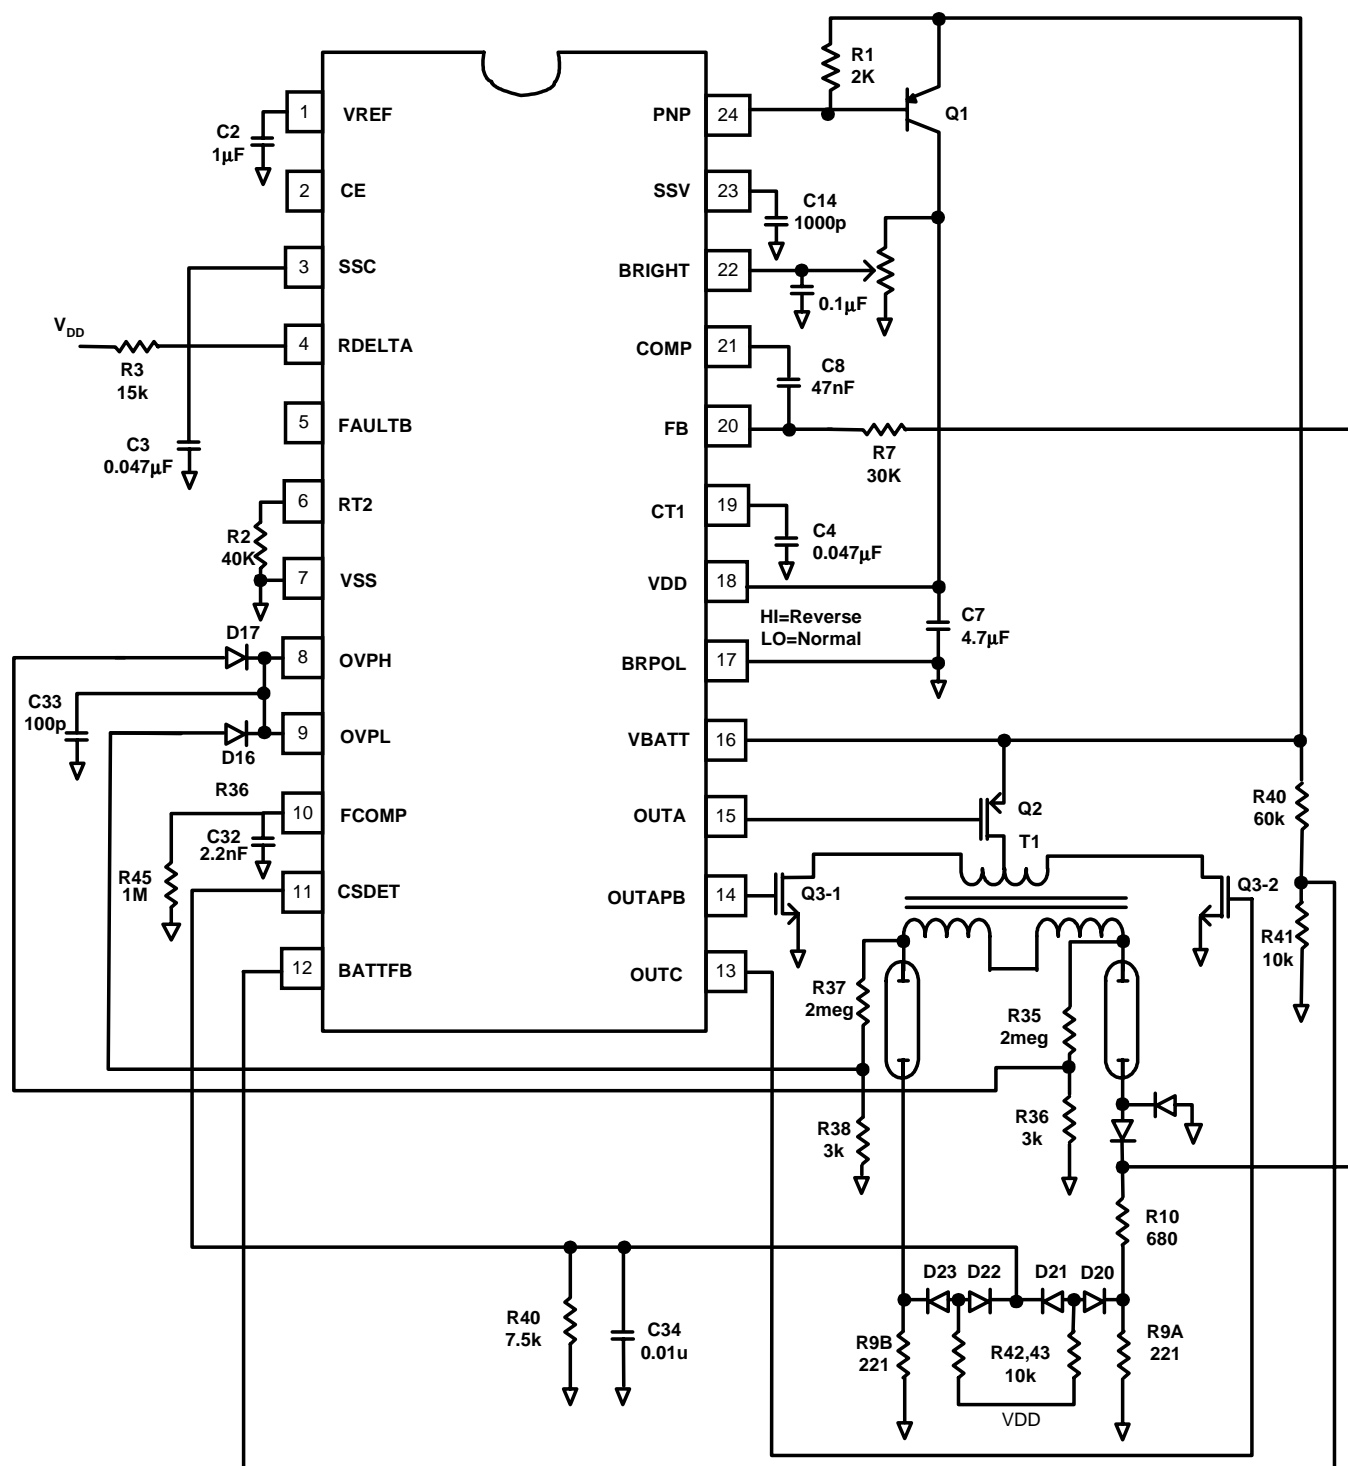 R1
2K
1
VREF
PNP
24
Q1
C2
1µF
2
CE
SSV
23
C14
1000p
3
SSC
BRIGHT
22
0.1µF
VDD
4
RDELTA
COMP
21
R3
15k
C8
47nF
5
FAULTB
FB
20
R7
30K
C3
0.047µF
6
RT2
CT1
19
R2
40K
C4
0.047µF
7
VSS
VDD
18
HI=Reverse
LO=Normal
C7
4.7µF
D17
8
OVPH
BRPOL
17
C33
100p
9
OVPL
VBATT
16
D16
R36
10
FCOMP
OUTA
15
Q2
T1
R40
60k
C32
2.2nF
R45
1M
11
CSDET
OUTAPB
14
Q3-1
Q3-2
R41
10k
12
BATTFB
OUTC
13
R37
2meg
R35
2meg
R38
3k
R36
3k
R10
680
D23
D22
D21
D20
R40
7.5k
C34
0.01u
R9B
221
R42,43
10k
R9A
221
VDD